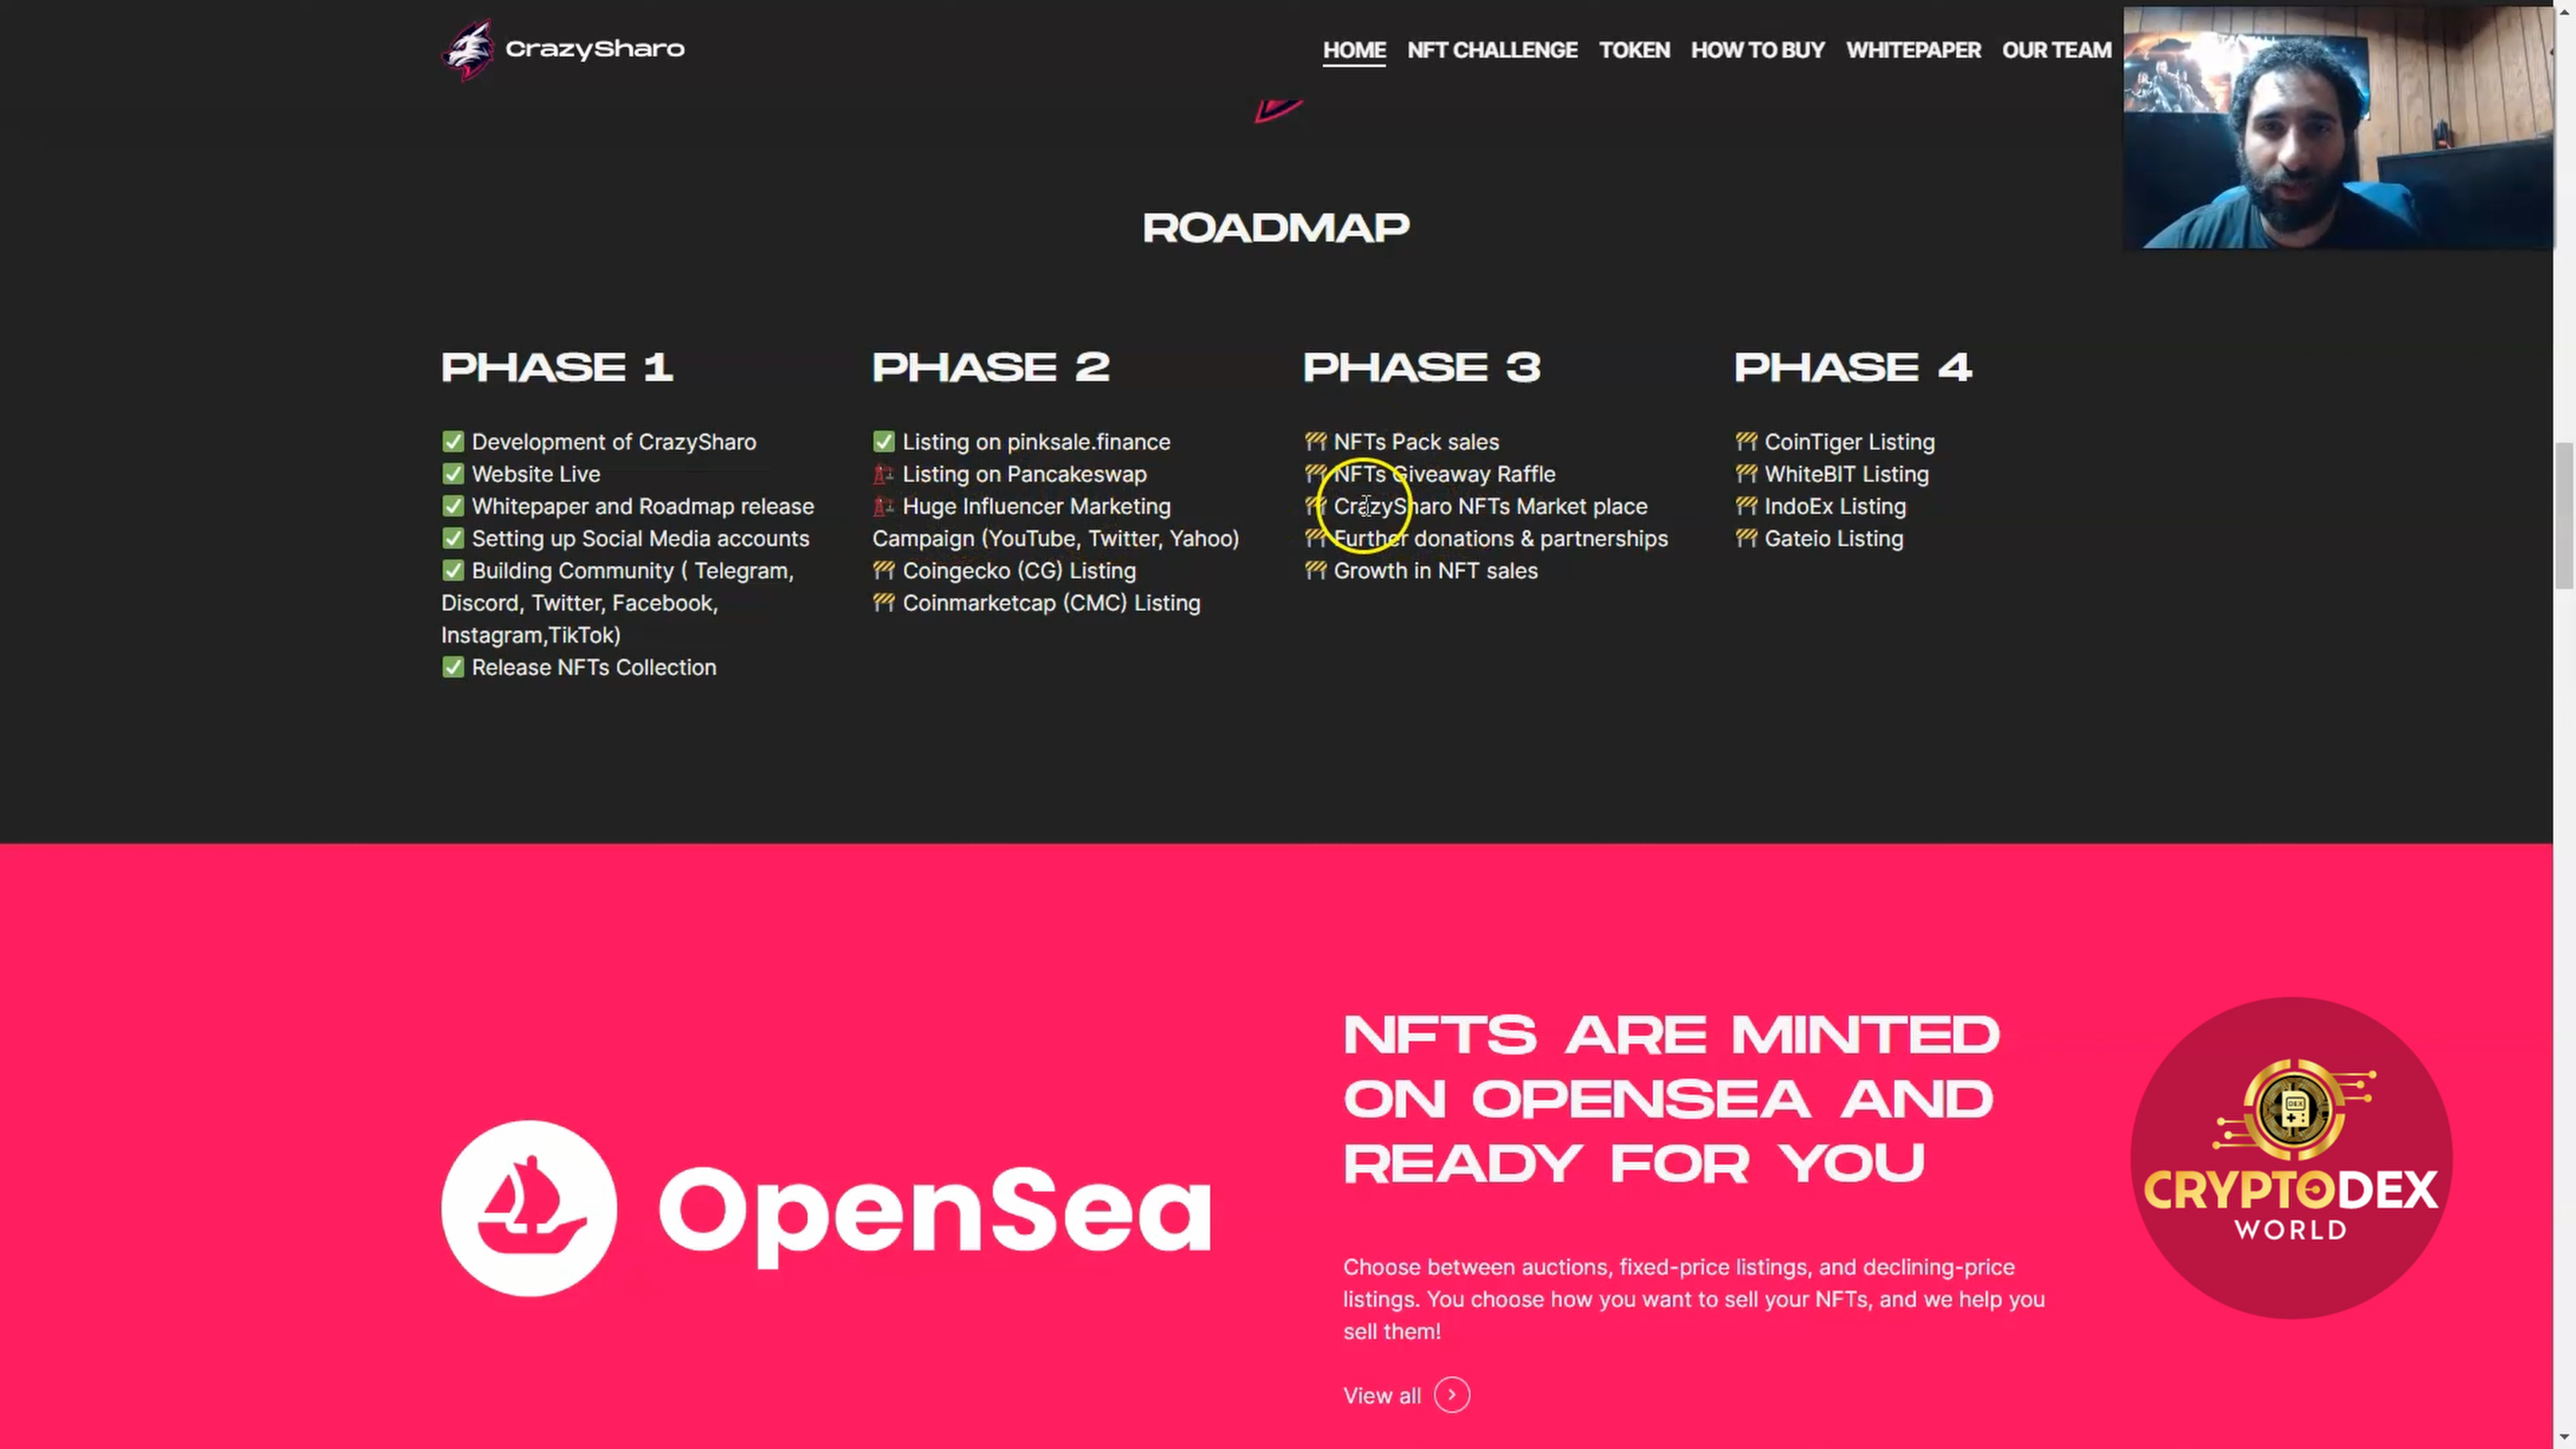 CrazySharo
HOME NFT CHALLENGE TOKEN HOW TO BUY WHITEPAPER OUR TEAM
ROADMAP
PHASE 1
✅ Development of CrazySharo
✅ Website Live
✅ Whitepaper and Roadmap release
✅ Setting up Social Media accounts
✅ Building Community ( Telegram,
Discord, Twitter, Facebook,
Instagram,TikTok)
✅ Release NFTs Collection
PHASE 2
✅ Listing on pinksale.finance
Listing on Pancakeswap
Huge Influencer Marketing
Campaign (YouTube, Twitter, Yahoo)
🚧 Coingecko (CG) Listing
🚧 Coinmarketcap (CMC) Listing
PHASE 3
🚧 NFTs Pack sales
🚧 NFTs Giveaway Raffle
🚧 CrazySharo NFTs Market place
🚧 Further donations & partnerships
🚧 Growth in NFT sales
PHASE 4
🚧 CoinTiger Listing
🚧 WhiteBIT Listing
🚧 IndoEx Listing
🚧 Gateio Listing
OpenSea
NFTS ARE MINTED
ON OPENSEA AND
READY FOR YOU
Choose between auctions, fixed-price listings, and declining-price
listings. You choose how you want to sell your NFTs, and we help you
sell them!
View all
DEX
CRYPTODEX
WORLD